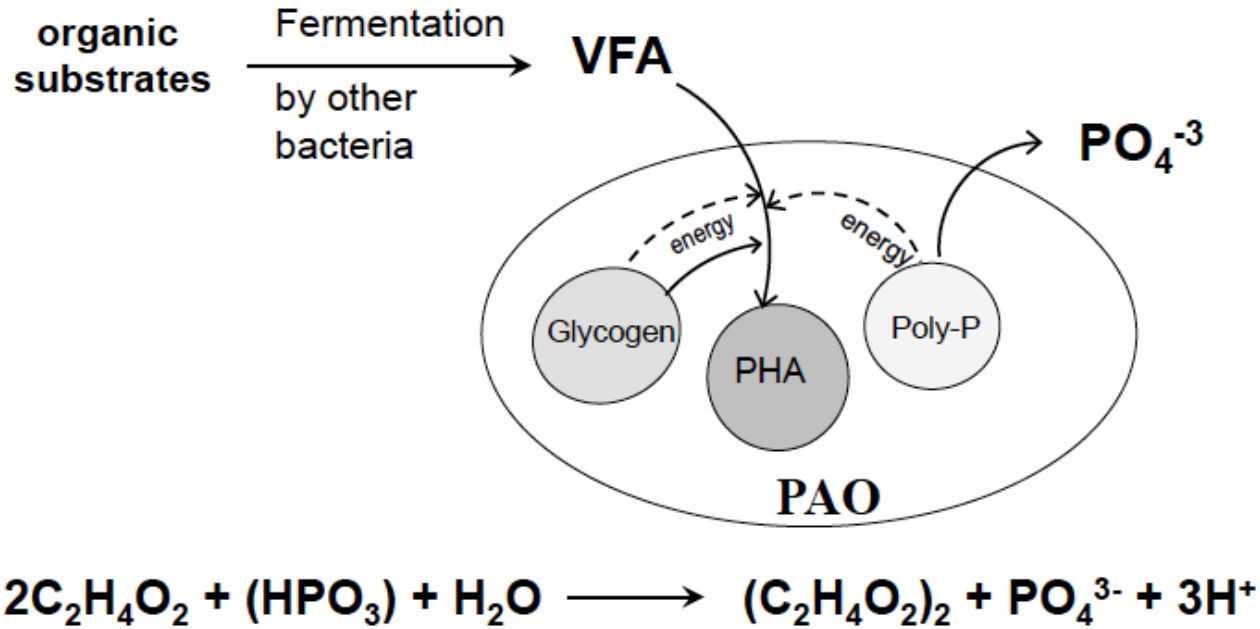 organic
substrates
Fermentation
by other
bacteria
VFA
PO₄⁻³
energy
energy
Glycogen
PHA
Poly-P
PAO
2C₂H₄O₂ + (HPO₃) + H₂O ⟶ (C₂H₄O₂)₂ + PO₄³⁻ + 3H⁺